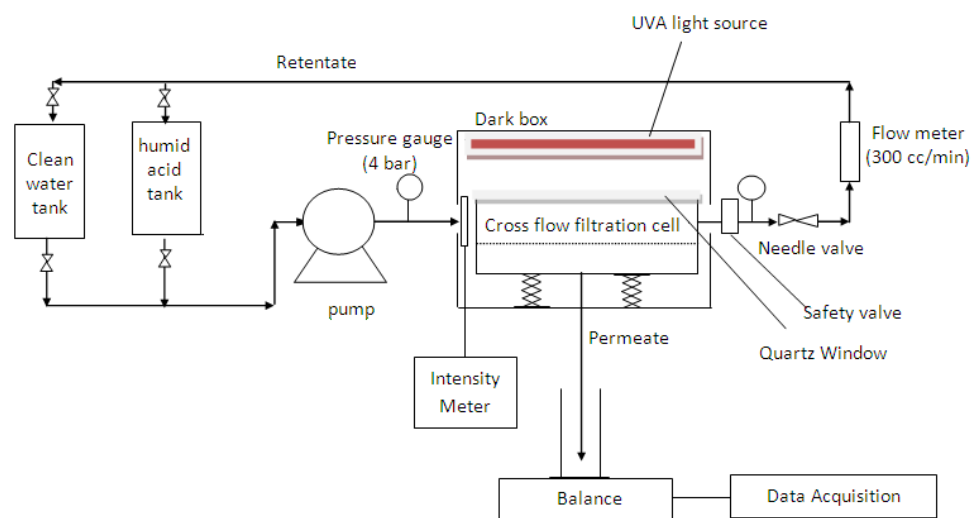 UVA light source
Retentate
Dark box
Pressure gauge
(4 bar)
Flow meter
(300 cc/min)
Clean
water
tank
humid
acid
tank
Cross flow filtration cell
Needle valve
pump
Safety valve
Permeate
Quartz Window
Intensity
Meter
Balance
Data Acquisition